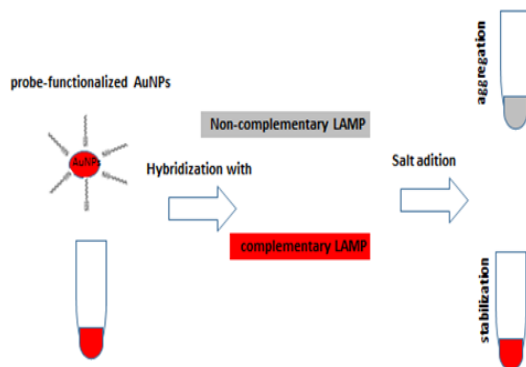 probe-functionalized AuNPs
AuNPs
Hybridization with
Non-complementary LAMP
complementary LAMP
Salt adition
aggregation
stabilization